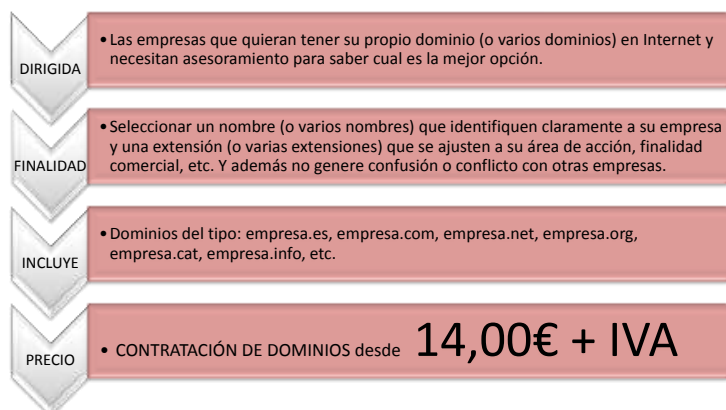 DIRIGIDA
•Las empresas que quieran tener su propio dominio (o varios dominios) en Internet y
necesitan asesoramiento para saber cual es la mejor opción.
FINALIDAD
•Seleccionar un nombre (o varios nombres) que identifiquen claramente a su empresa
y una extensión (o varias extensiones) que se ajusten a su área de acción, finalidad
comercial, etc. Y además no genere confusión o conflicto con otras empresas.
INCLUYE
•Dominios del tipo: empresa.es, empresa.com, empresa.net, empresa.org,
empresa.cat, empresa.info, etc.
PRECIO
• CONTRATACIÓN DE DOMINIOS desde 14,00€ + IVA